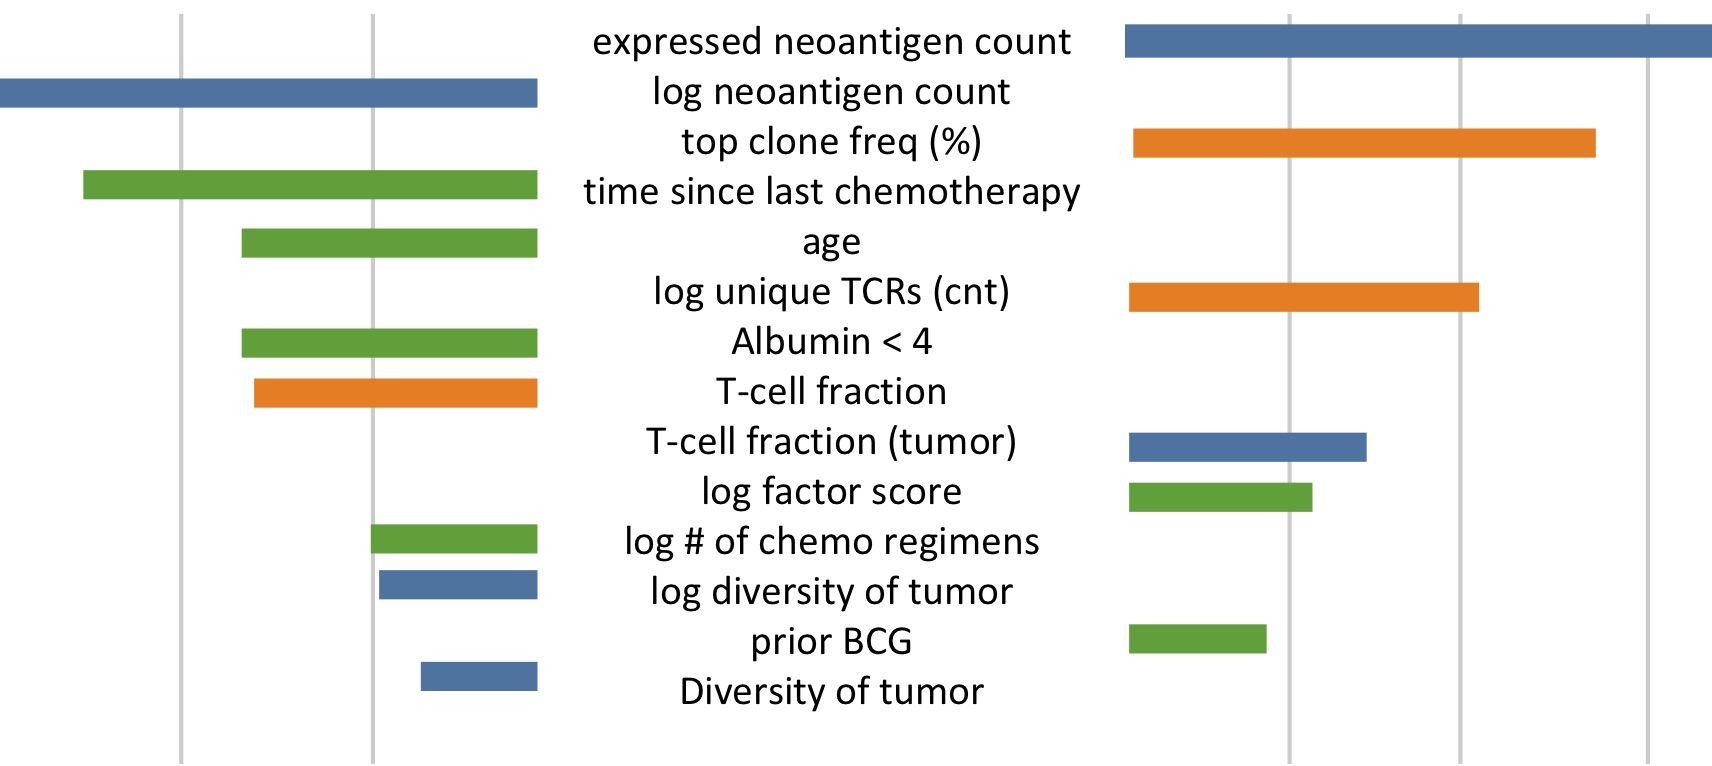 expressed neoantigen count
log neoantigen count
top clone freq (%)
time since last chemotherapy
age
log unique TCRs (cnt)
Albumin < 4
T-cell fraction
T-cell fraction (tumor)
log factor score
log # of chemo regimens
log diversity of tumor
prior BCG
Diversity of tumor